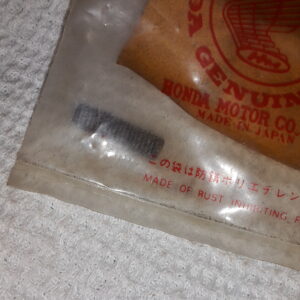 GENUINE
HONDA MOTOR CO.
MADE IN JAPAN
この袋は防錆ポリエチレン
MADE OF RUST INHIBITING